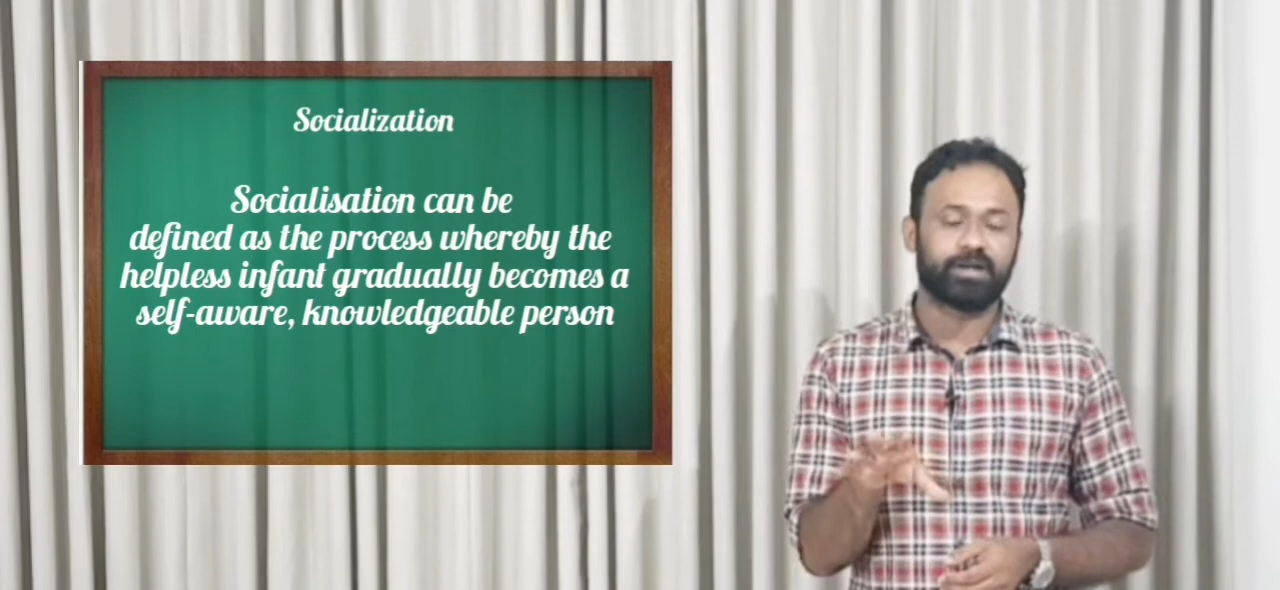 Socialization
Socialisation can be
defined as the process whereby the
helpless infant gradually becomes a
self-aware, knowledgeable person